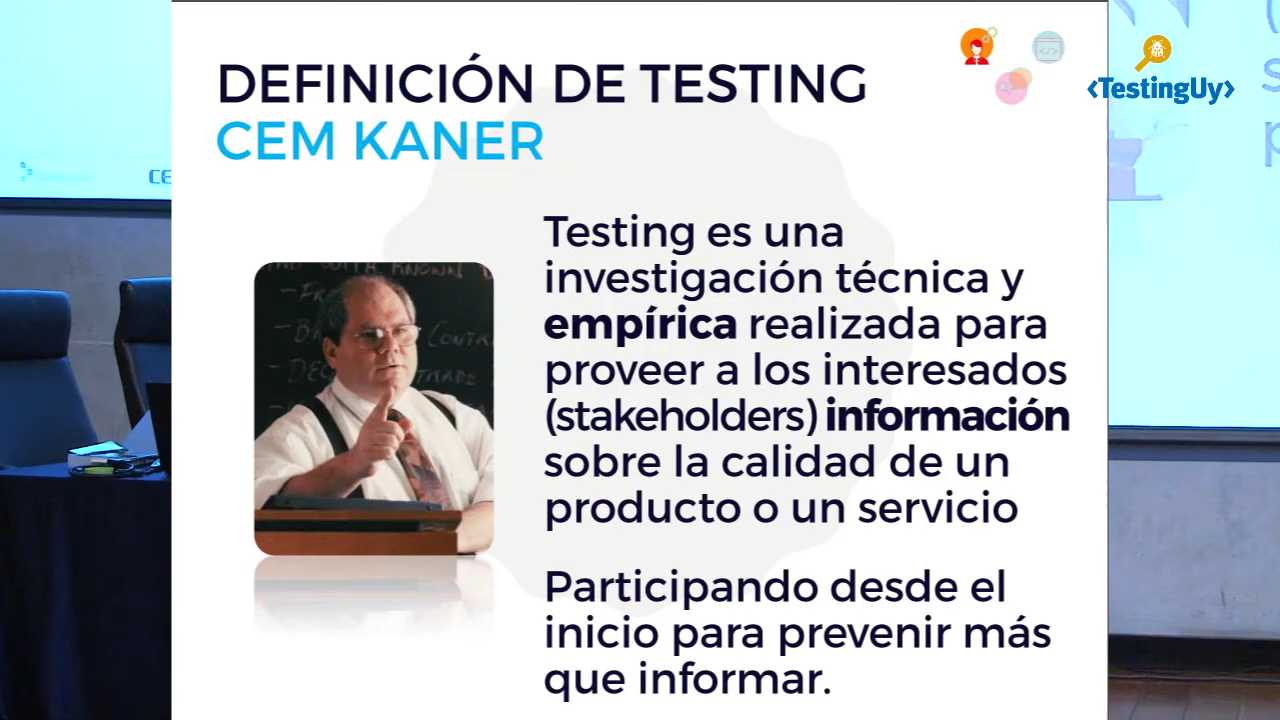 DEFINICIÓN DE TESTING
CEM KANER
<TestingUy>
Testing es una
investigación técnica y
empírica realizada para
proveer a los interesados
(stakeholders) información
sobre la calidad de un
producto o un servicio
Participando desde el
inicio para prevenir más
que informar.
CE